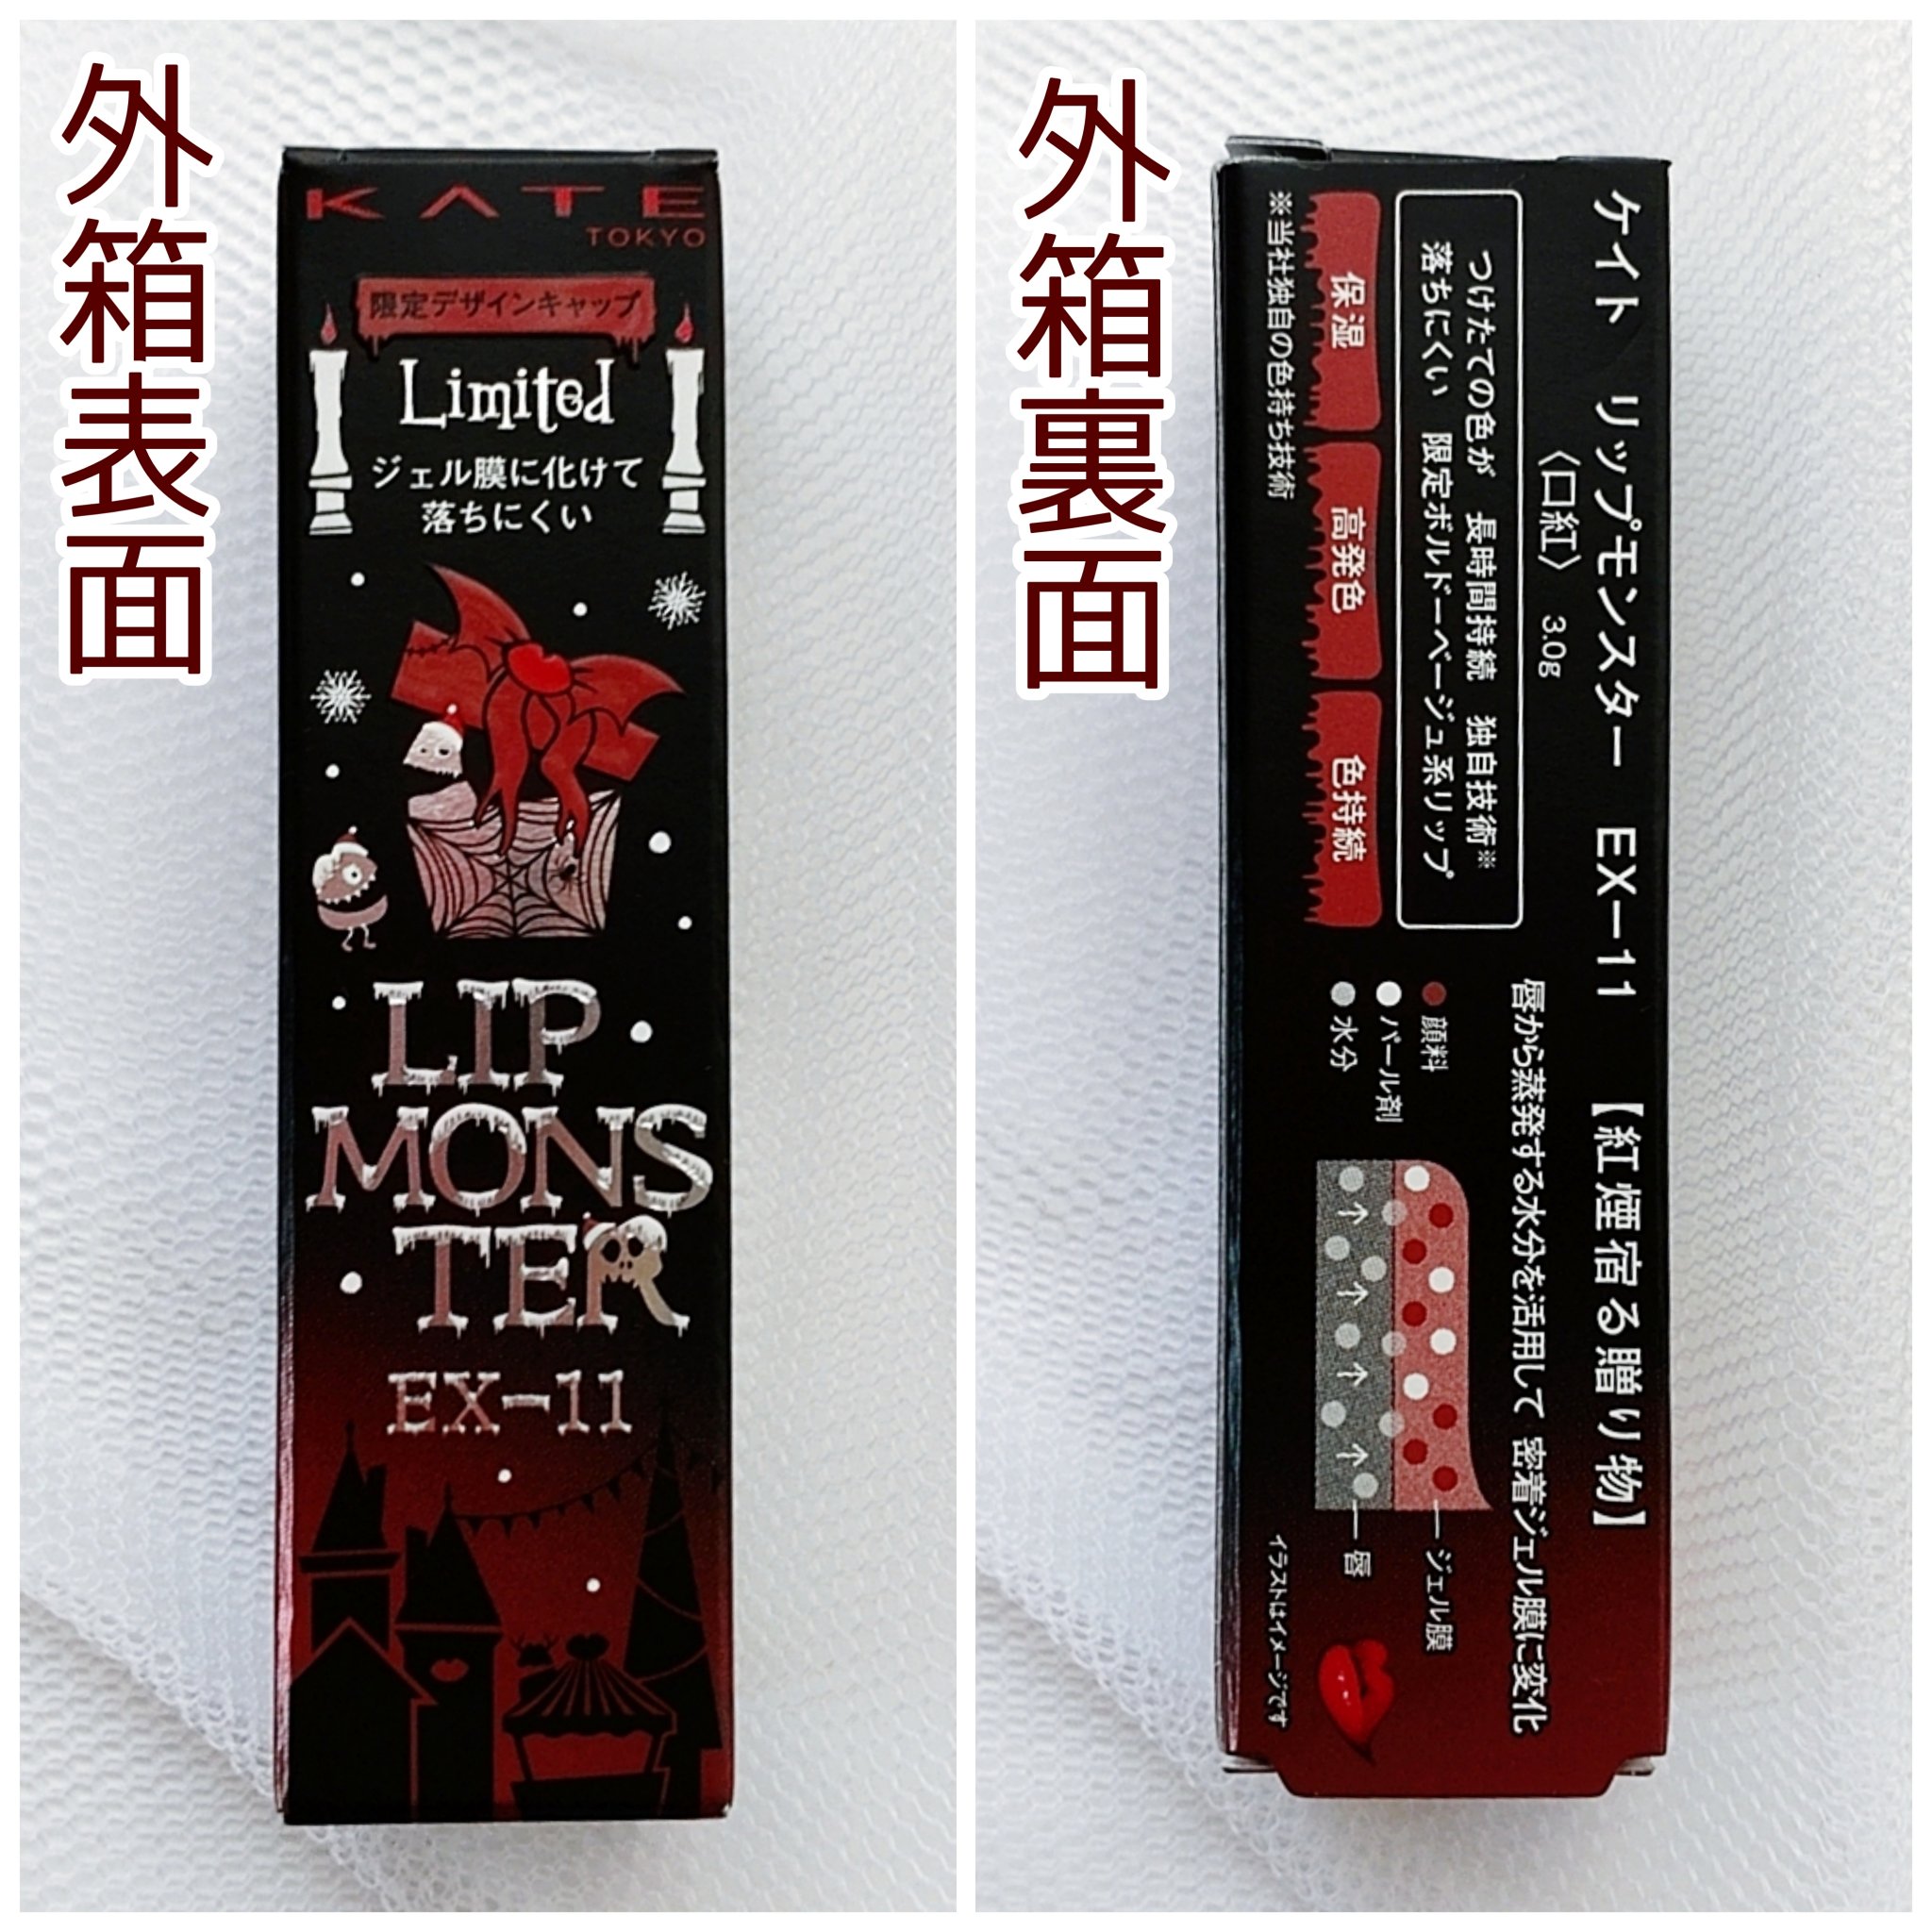 外箱表面
KATE
TOKYO
限定デザインキャップ
Limited
ジェル膜に化けて
落ちにくい
LIP
MONS
TER
EX-11
外箱裏面
ケイト リップモンスター EX-11 【紅煙宿る贈り物】
〈口紅〉 3.0g
つけたての色が 長時間持続 独自技術※
落ちにくい 限定ボルドーベージュ系リップ
保湿 高発色 色持続
※当社独自の色持ち技術
唇から蒸発する水分を活用して 密着ジェル膜に変化
顔料
パール剤
水分
ジェル膜
唇
イラストはイメージです